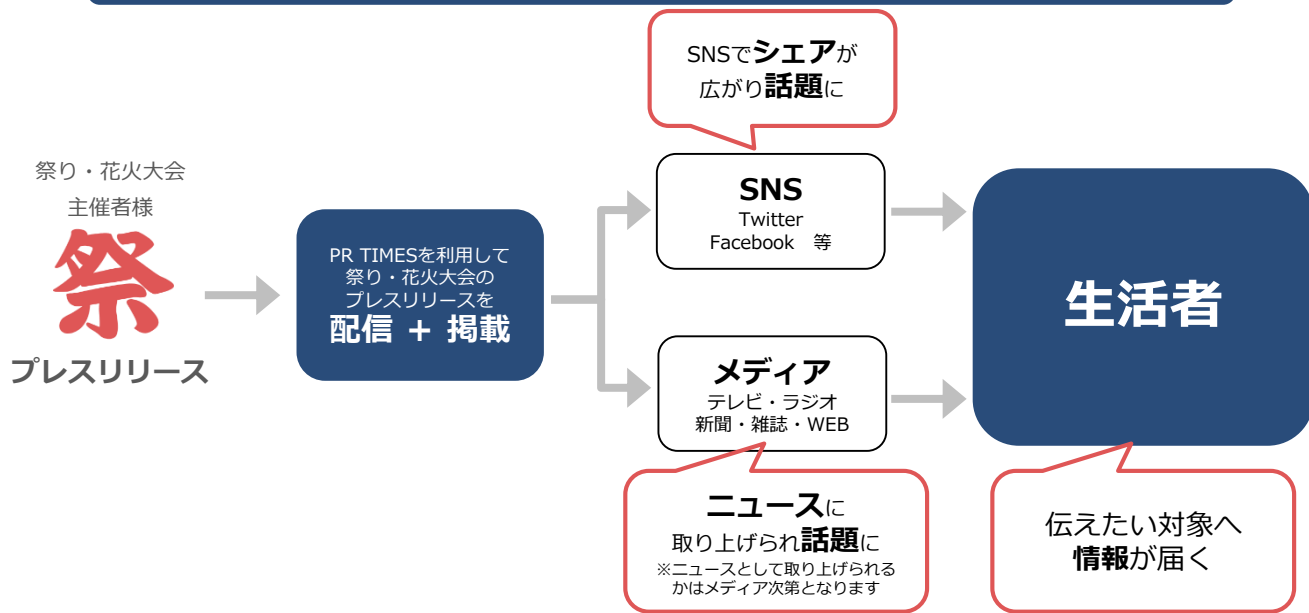 SNSでシェアが
広がり話題に
祭り・花火大会
主催者様
祭
プレスリリース
PR TIMESを利用して
祭り・花火大会の
プレスリリースを
配信 + 掲載
SNS
Twitter
Facebook　等
メディア
テレビ・ラジオ
新聞・雑誌・WEB
ニュースに
取り上げられ話題に
※ニュースとして取り上げられる
かはメディア次第となります
生活者
伝えたい対象へ
情報が届く